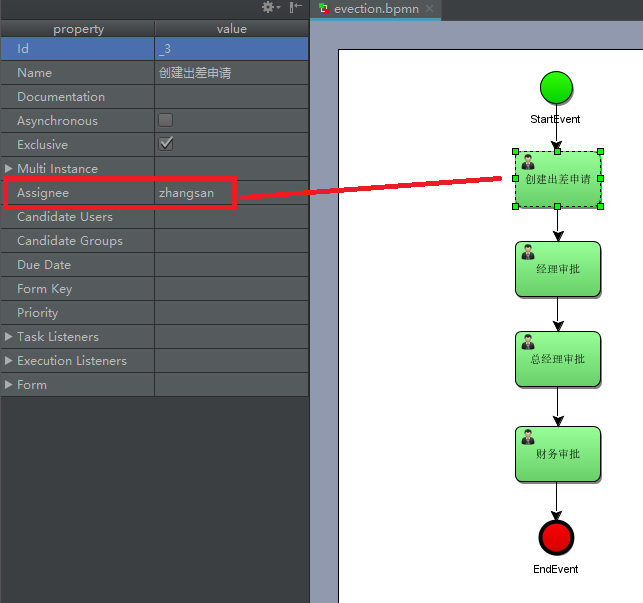 evection.bpmn
property value
Id _3
Name 创建出差申请
Documentation
Asynchronous
Exclusive
Multi Instance
Assignee zhangsan
Candidate Users
Candidate Groups
Due Date
Form Key
Priority
Task Listeners
Execution Listeners
Form
StartEvent
创建出差申请
经理审批
总经理审批
财务审批
EndEvent